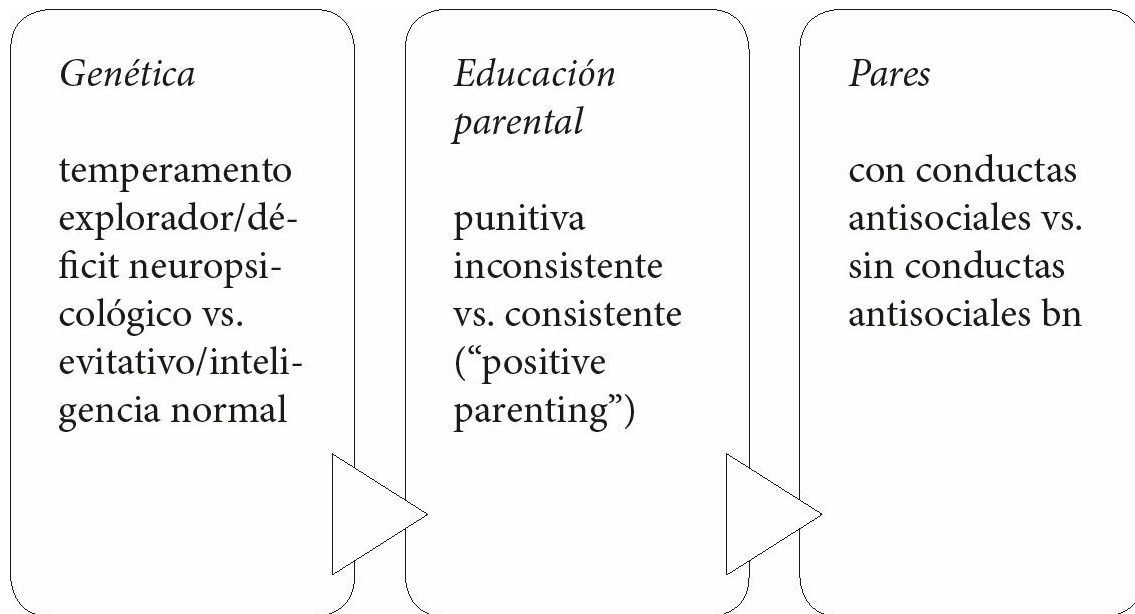 Genética
temperamento
explorador/dé-
ficit neuropsi-
cológico vs.
evitativo/inteli-
gencia normal
Educación
parental
punitiva
inconsistente
vs. consistente
(“positive
parenting”)
Pares
con conductas
antisociales vs.
sin conductas
antisociales bn